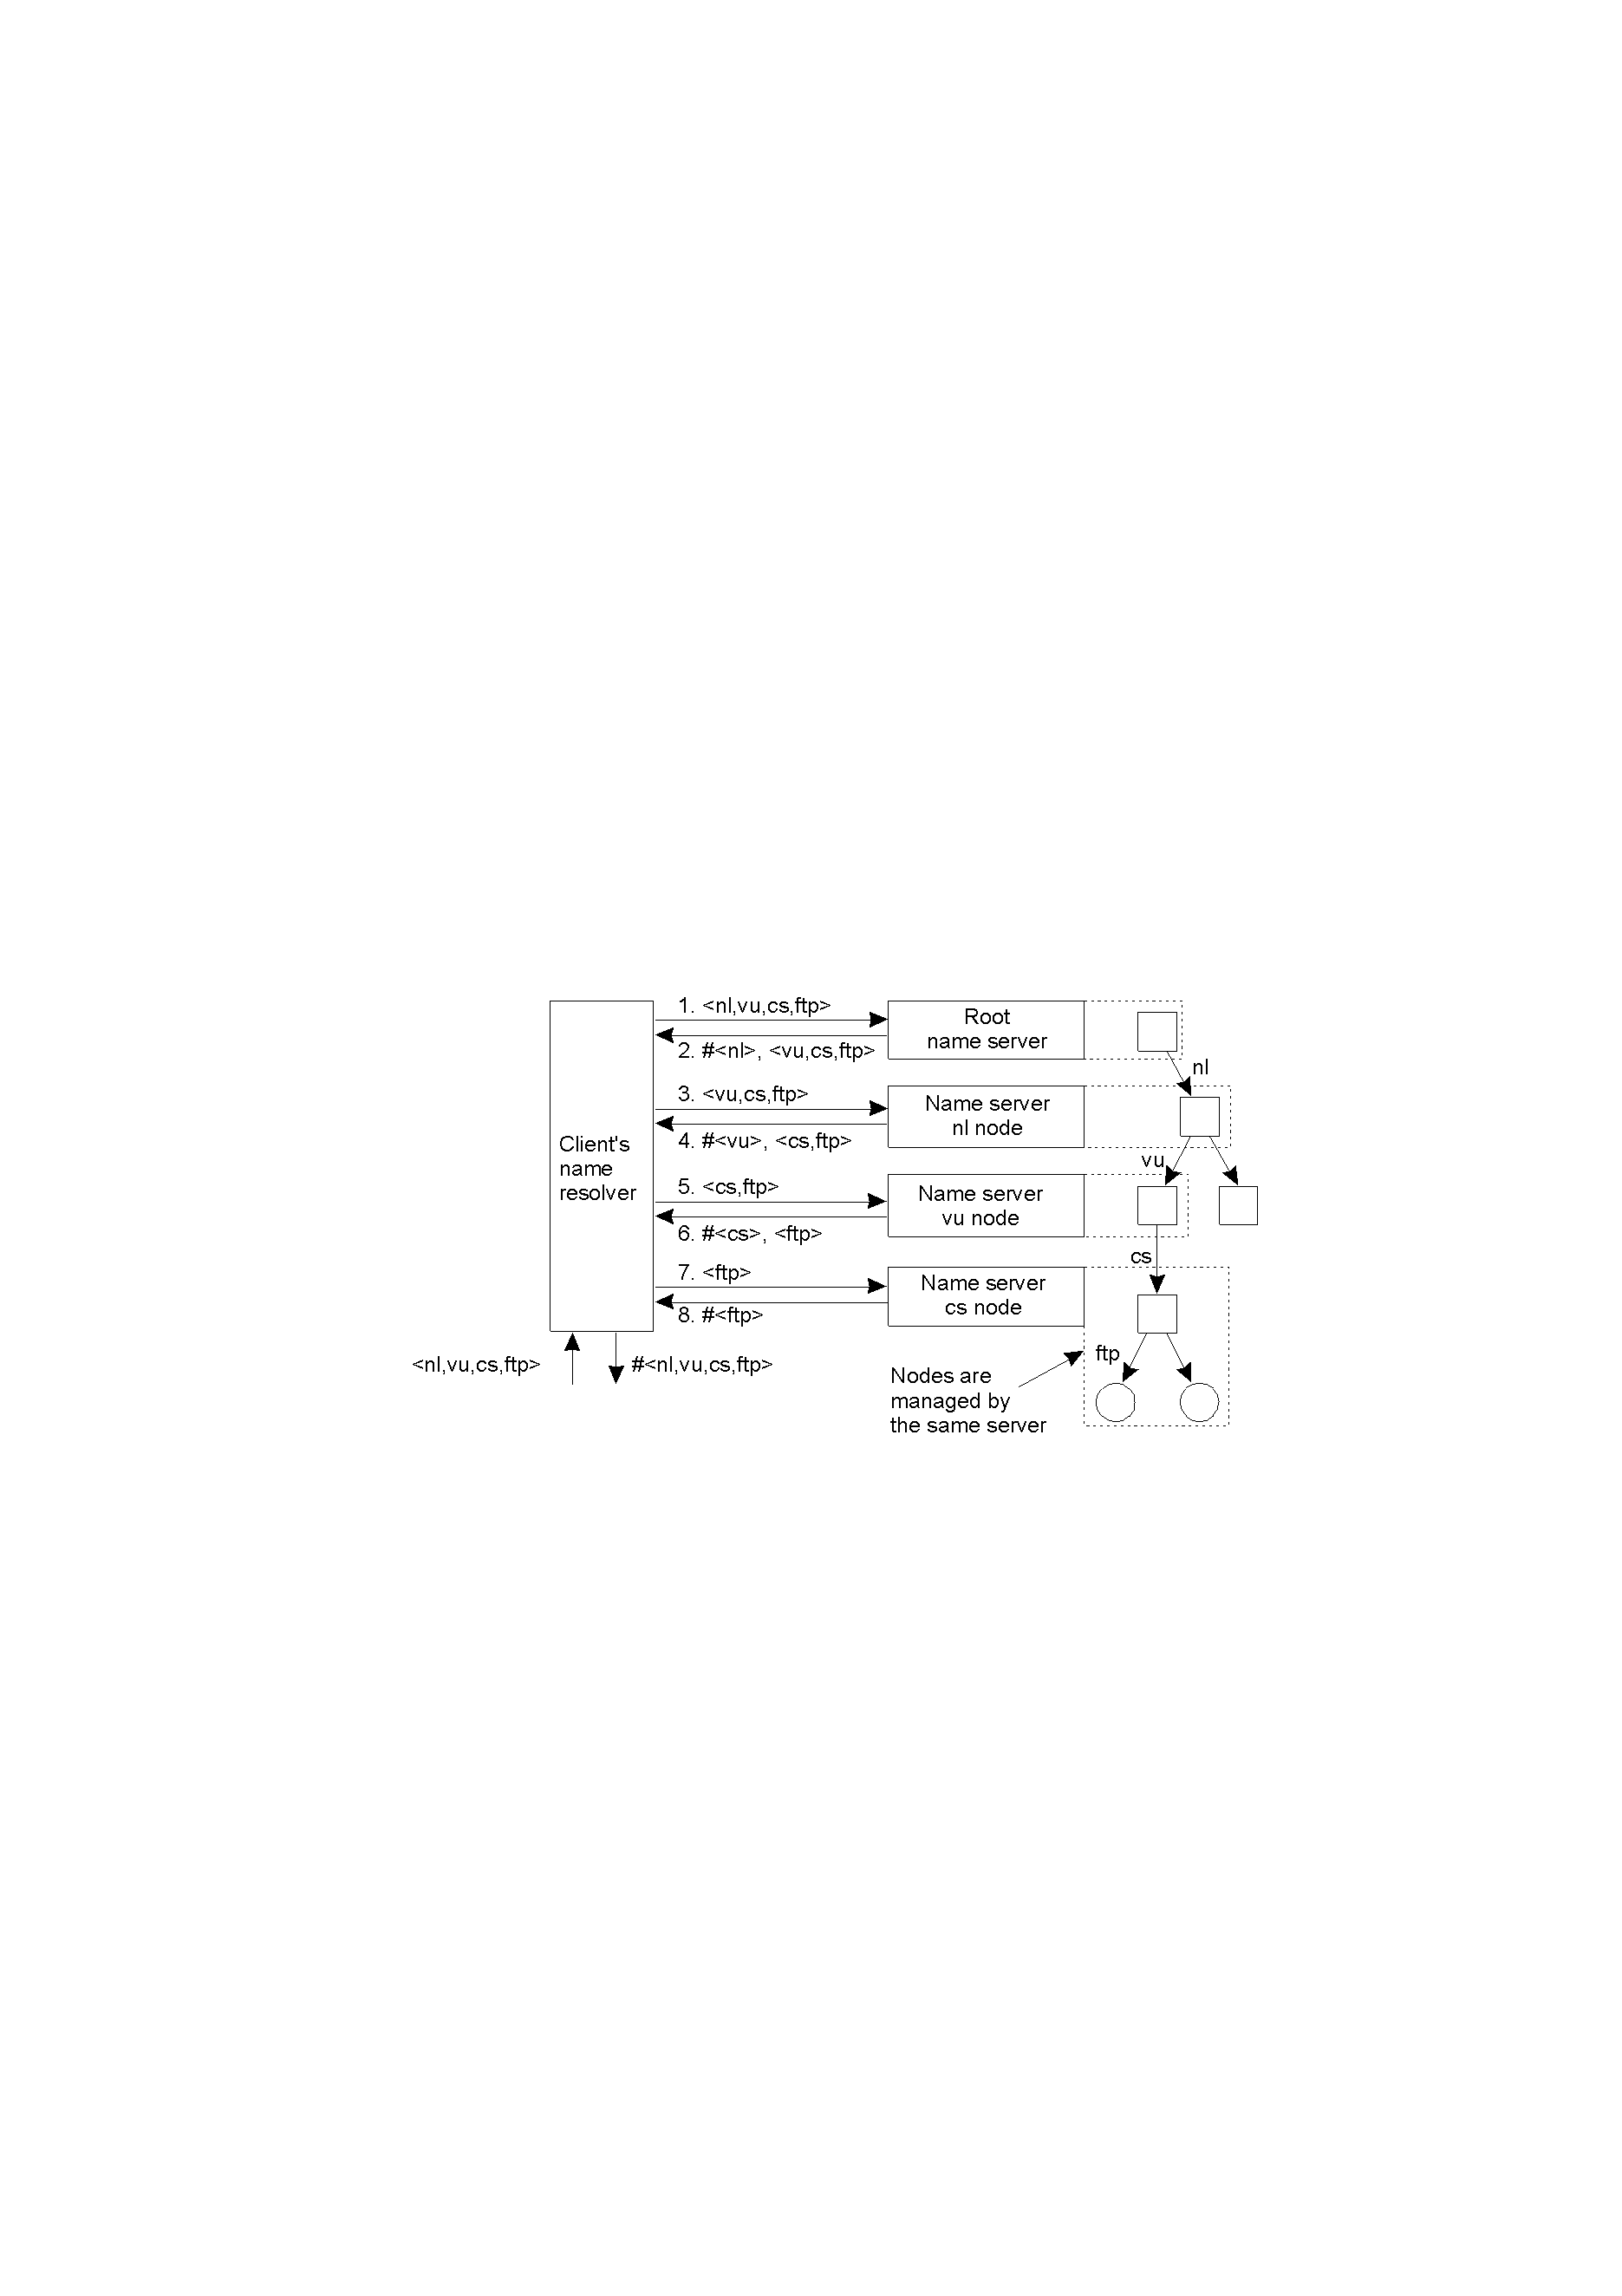 1. <nl,vu,cs,ftp>
2. #<nl>, <vu,cs,ftp>
3. <vu,cs,ftp>
4. #<vu>, <cs,ftp>
5. <cs,ftp>
6. #<cs>, <ftp>
7. <ftp>
8. #<ftp>
Client's
name
resolver
<nl,vu,cs,ftp>
#<nl,vu,cs,ftp>
Root
name server
Name server
nl node
Name server
vu node
Name server
cs node
nl
vu
cs
ftp
Nodes are
managed by
the same server